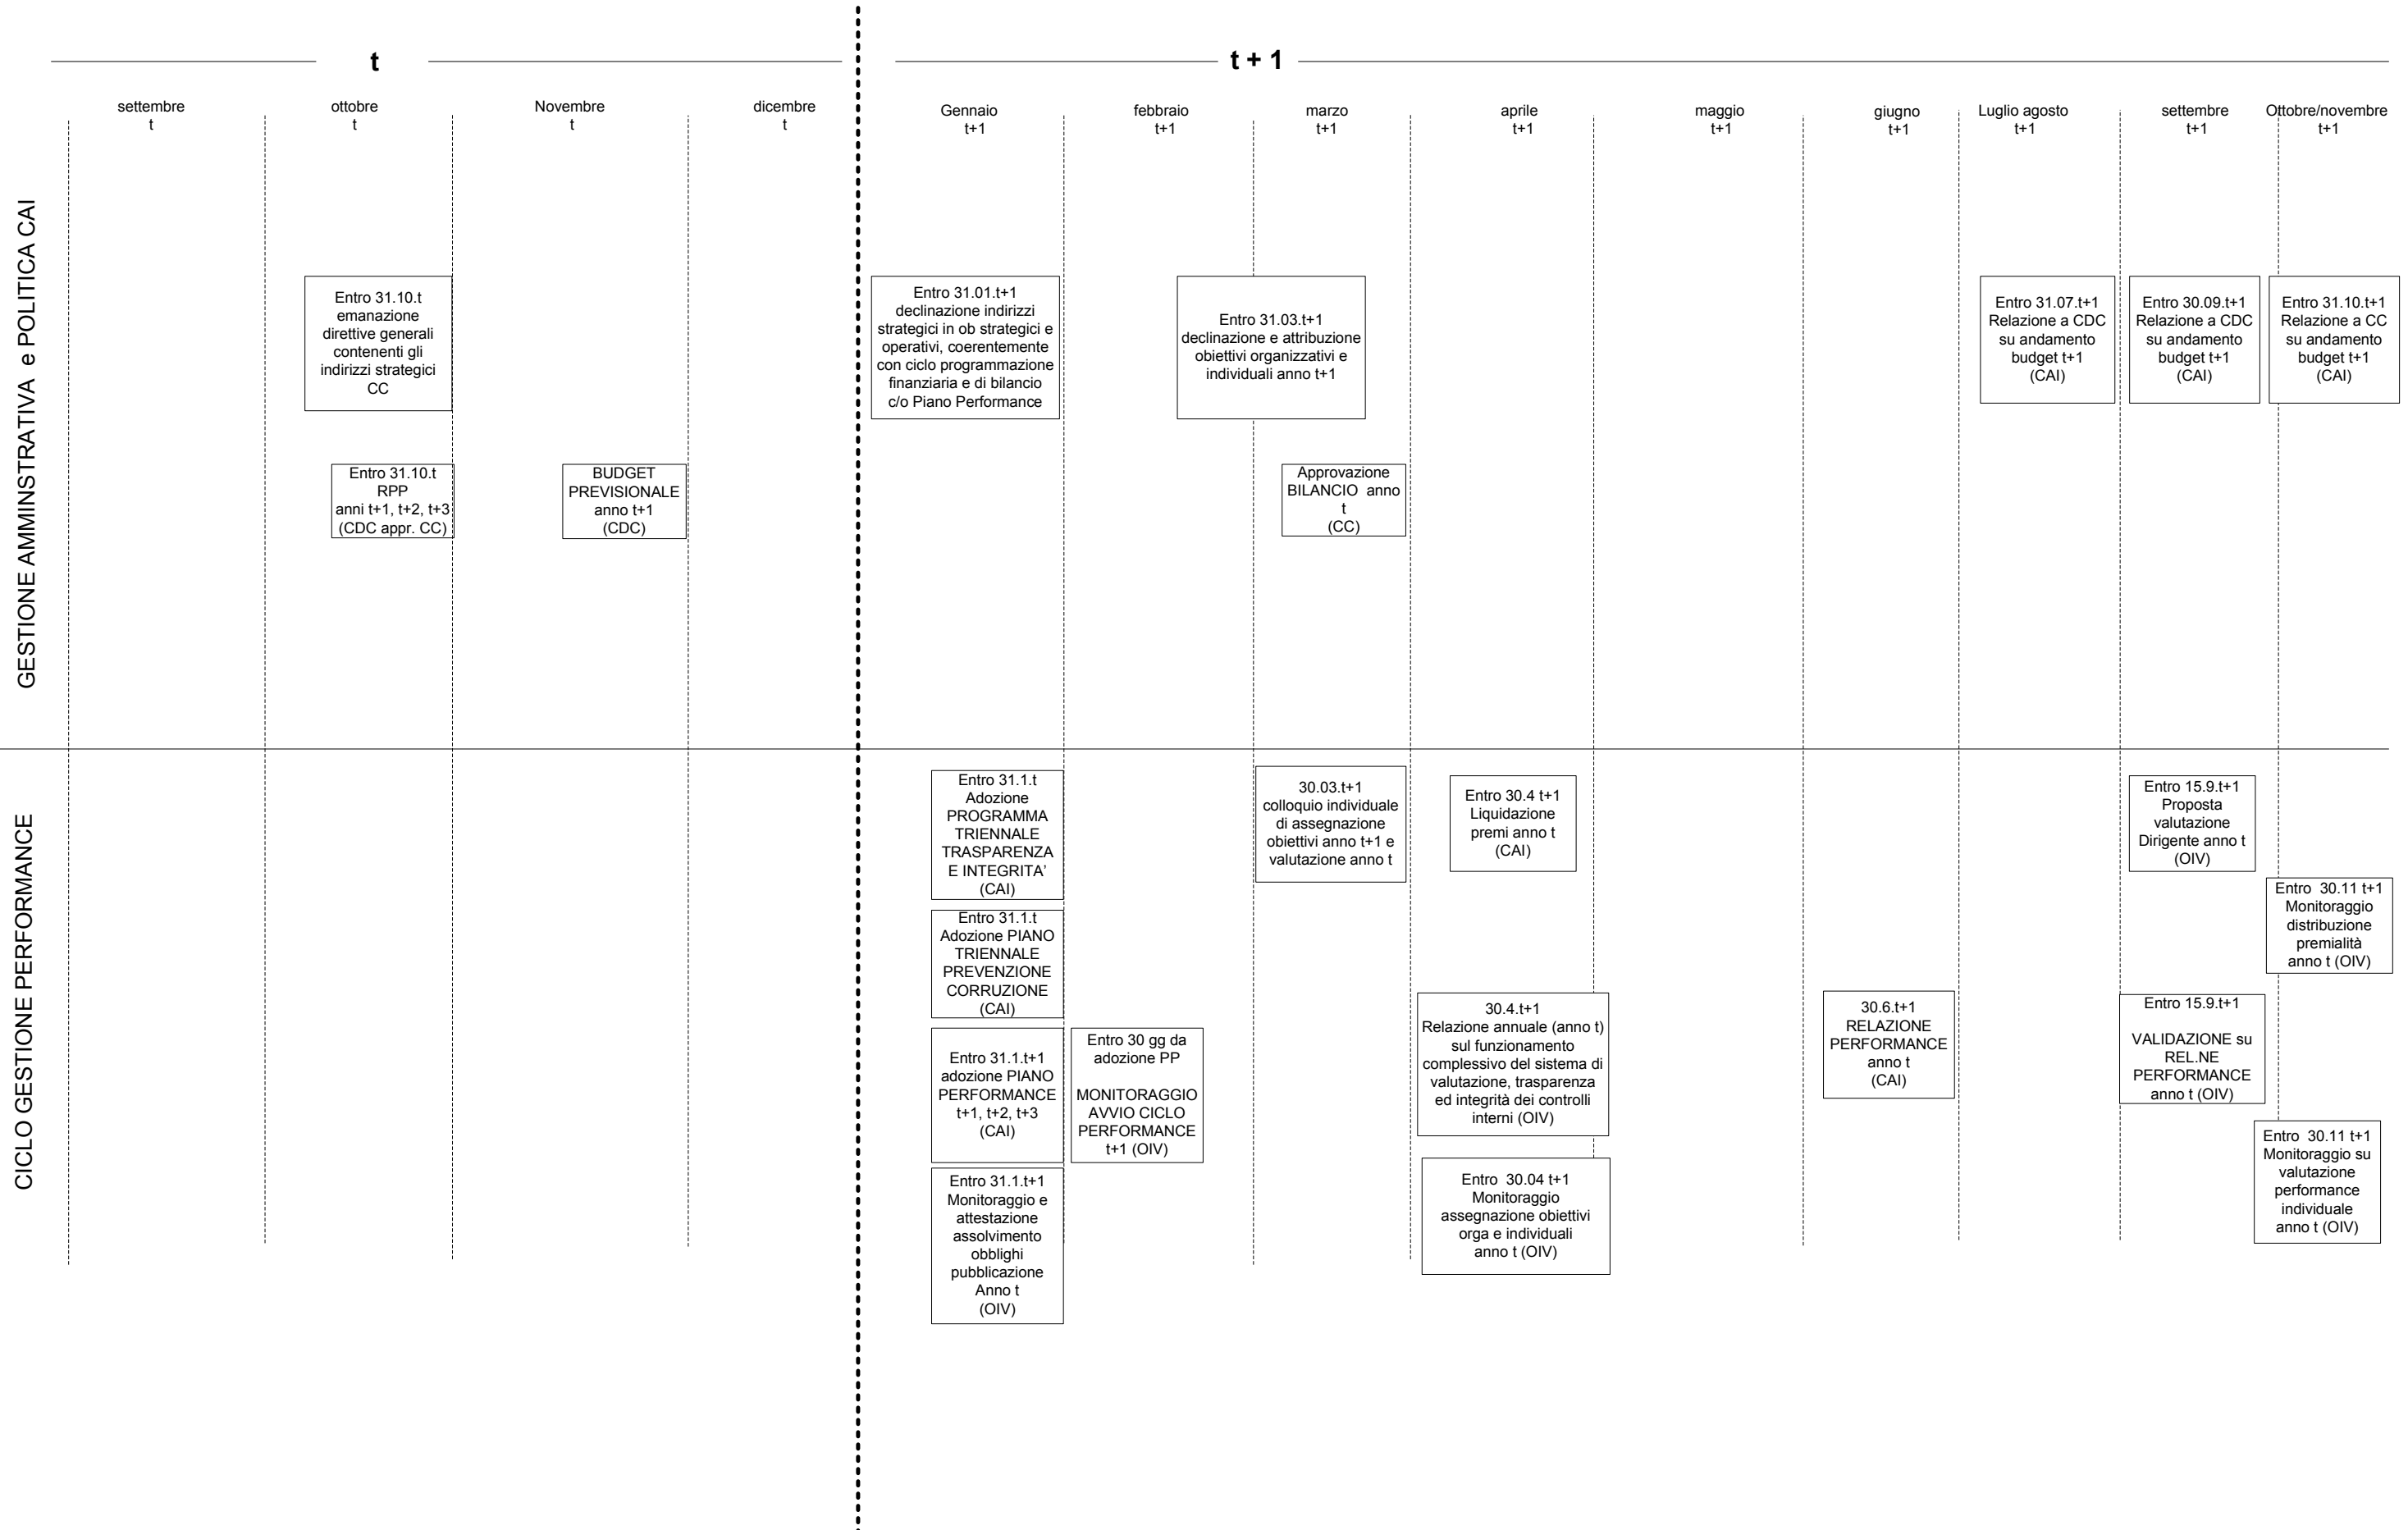 t
t + 1
settembre
t
ottobre
t
Novembre
t
dicembre
t
Gennaio
t+1
febbraio
t+1
marzo
t+1
aprile
t+1
maggio
t+1
giugno
t+1
Luglio agosto
t+1
settembre
t+1
Ottobre/novembre
t+1
GESTIONE AMMINSTRATIVA e POLITICA CAI
Entro 31.10.t
emanazione
direttive generali
contenenti gli
indirizzi strategici
CC
Entro 31.01.t+1
declinazione indirizzi
strategici in ob strategici e
operativi, coerentemente
con ciclo programmazione
finanziaria e di bilancio
c/o Piano Performance
Entro 31.03.t+1
declinazione e attribuzione
obiettivi organizzativi e
individuali anno t+1
Entro 31.07.t+1
Relazione a CDC
su andamento
budget t+1
(CAI)
Entro 30.09.t+1
Relazione a CDC
su andamento
budget t+1
(CAI)
Entro 31.10.t+1
Relazione a CC
su andamento
budget t+1
(CAI)
Entro 31.10.t
RPP
anni t+1, t+2, t+3
(CDC appr. CC)
BUDGET
PREVISIONALE
anno t+1
(CDC)
Approvazione
BILANCIO anno
t
(CC)
CICLO GESTIONE PERFORMANCE
Entro 31.1.t
Adozione
PROGRAMMA
TRIENNALE
TRASPARENZA
E INTEGRITA'
(CAI)
30.03.t+1
colloquio individuale
di assegnazione
obiettivi anno t+1 e
valutazione anno t
Entro 30.4 t+1
Liquidazione
premi anno t
(CAI)
Entro 15.9.t+1
Proposta
valutazione
Dirigente anno t
(OIV)
Entro 30.11 t+1
Monitoraggio
distribuzione
premialità
anno t (OIV)
Entro 31.1.t
Adozione PIANO
TRIENNALE
PREVENZIONE
CORRUZIONE
(CAI)
Entro 31.1.t+1
adozione PIANO
PERFORMANCE
t+1, t+2, t+3
(CAI)
Entro 30 gg da
adozione PP
MONITORAGGIO
AVVIO CICLO
PERFORMANCE
t+1 (OIV)
30.4.t+1
Relazione annuale (anno t)
sul funzionamento
complessivo del sistema di
valutazione, trasparenza
ed integrità dei controlli
interni (OIV)
30.6.t+1
RELAZIONE
PERFORMANCE
anno t
(CAI)
Entro 15.9.t+1
VALIDAZIONE su
REL.NE
PERFORMANCE
anno t (OIV)
Entro 30.11 t+1
Monitoraggio su
valutazione
performance
individuale
anno t (OIV)
Entro 31.1.t+1
Monitoraggio e
attestazione
assolvimento
obblighi
pubblicazione
Anno t
(OIV)
Entro 30.04 t+1
Monitoraggio
assegnazione obiettivi
orga e individuali
anno t (OIV)